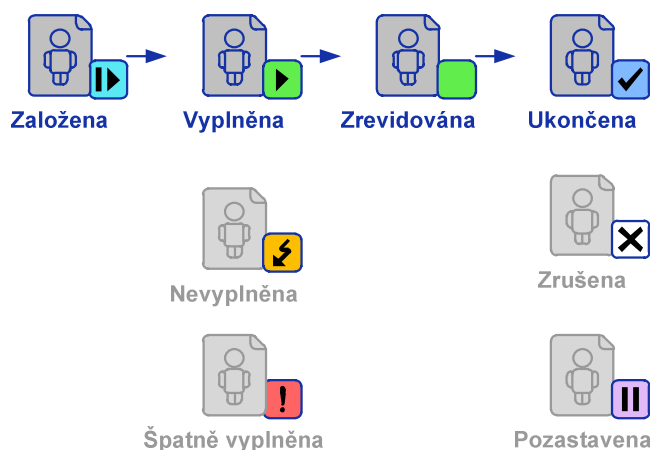 Založena
Vyplněna
Zrevidována
Ukončena
Nevyplněna
Zrušena
Špatně vyplněna
Pozastavena